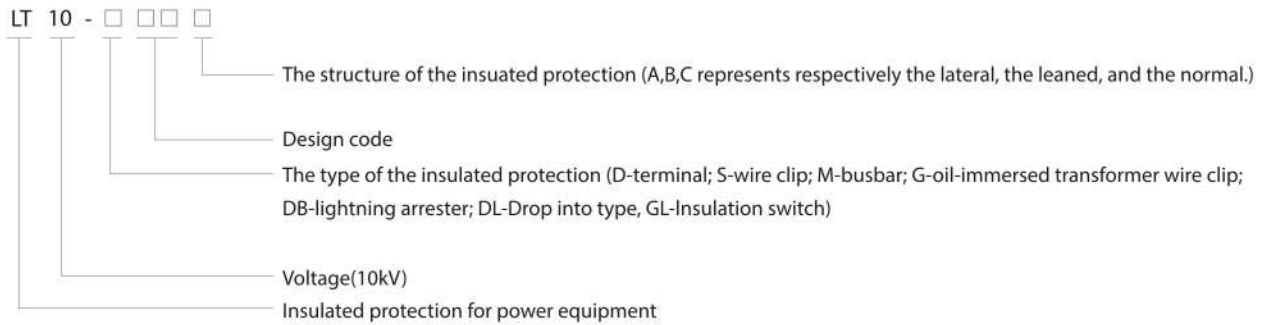 LT 10 - □ □□ □
The structure of the insuated protection (A,B,C represents respectively the lateral, the leaned, and the normal.)
Design code
The type of the insulated protection (D-terminal; S-wire clip; M-busbar; G-oil-immersed transformer wire clip;
DB-lightning arrester; DL-Drop into type, GL-Insulation switch)
Voltage(10kV)
Insulated protection for power equipment